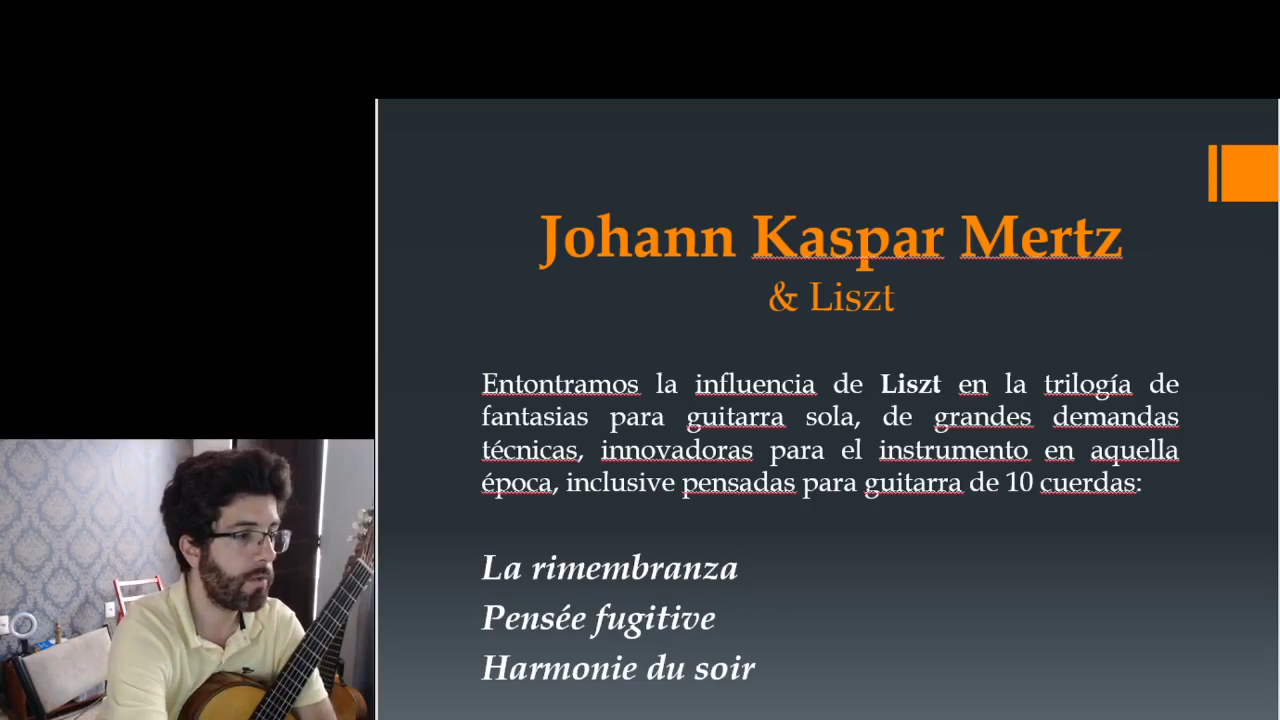 Johann Kaspar Mertz
& Liszt
Entontramos la influencia de Liszt en la trilogía de
fantasias para guitarra sola, de grandes demandas
técnicas, innovadoras para el instrumento en aquella
época, inclusive pensadas para guitarra de 10 cuerdas:
La rimembranza
Pensée fugitive
Harmonie du soir